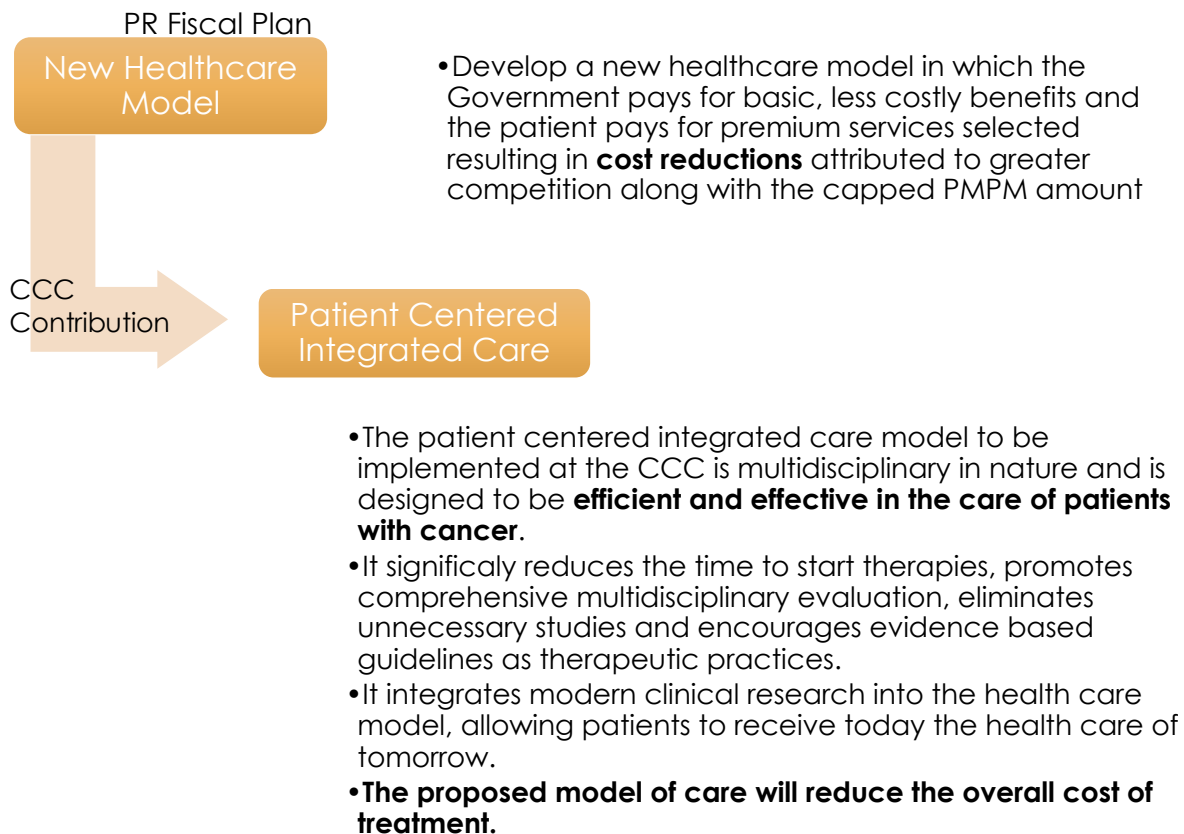 PR Fiscal Plan
New Healthcare
Model
•Develop a new healthcare model in which the
Government pays for basic, less costly benefits and
the patient pays for premium services selected
resulting in cost reductions attributed to greater
competition along with the capped PMPM amount
CCC
Contribution
Patient Centered
Integrated Care
•The patient centered integrated care model to be
implemented at the CCC is multidisciplinary in nature and is
designed to be efficient and effective in the care of patients
with cancer.
•It significaly reduces the time to start therapies, promotes
comprehensive multidisciplinary evaluation, eliminates
unnecessary studies and encourages evidence based
guidelines as therapeutic practices.
•It integrates modern clinical research into the health care
model, allowing patients to receive today the health care of
tomorrow.
•The proposed model of care will reduce the overall cost of
treatment.